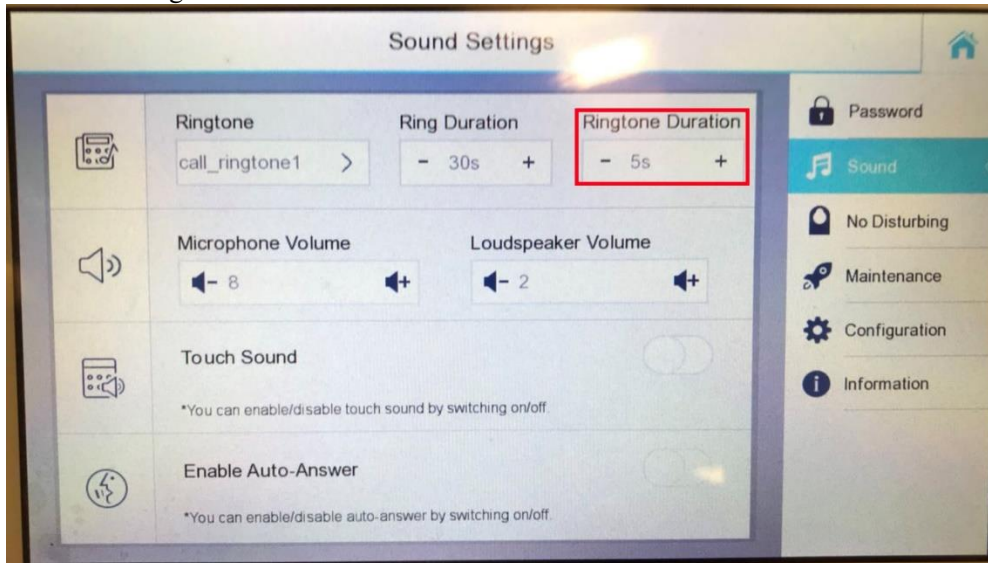 Sound Settings
Ringtone
Ring Duration
Ringtone Duration
call_ringtone1 >
- 30s +
- 5s +
Microphone Volume
Loudspeaker Volume
- 8 +
- 2 +
Touch Sound
*You can enable/disable touch sound by switching on/off.
Enable Auto-Answer
*You can enable/disable auto-answer by switching on/off.
Password
Sound
No Disturbing
Maintenance
Configuration
Information